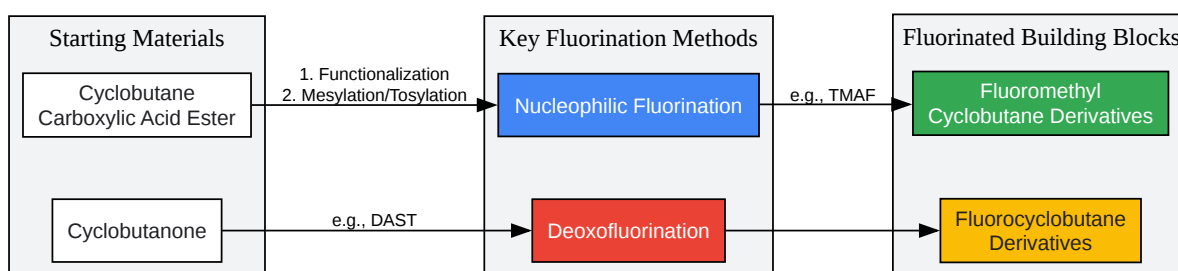 Starting Materials
Key Fluorination Methods
Fluorinated Building Blocks
Cyclobutane
Carboxylic Acid Ester
1. Functionalization
2. Mesylation/Tosylation
Nucleophilic Fluorination
e.g., TMAF
Fluoromethyl
Cyclobutane Derivatives
Cyclobutanone
e.g., DAST
Deoxofluorination
Fluorocyclobutane
Derivatives